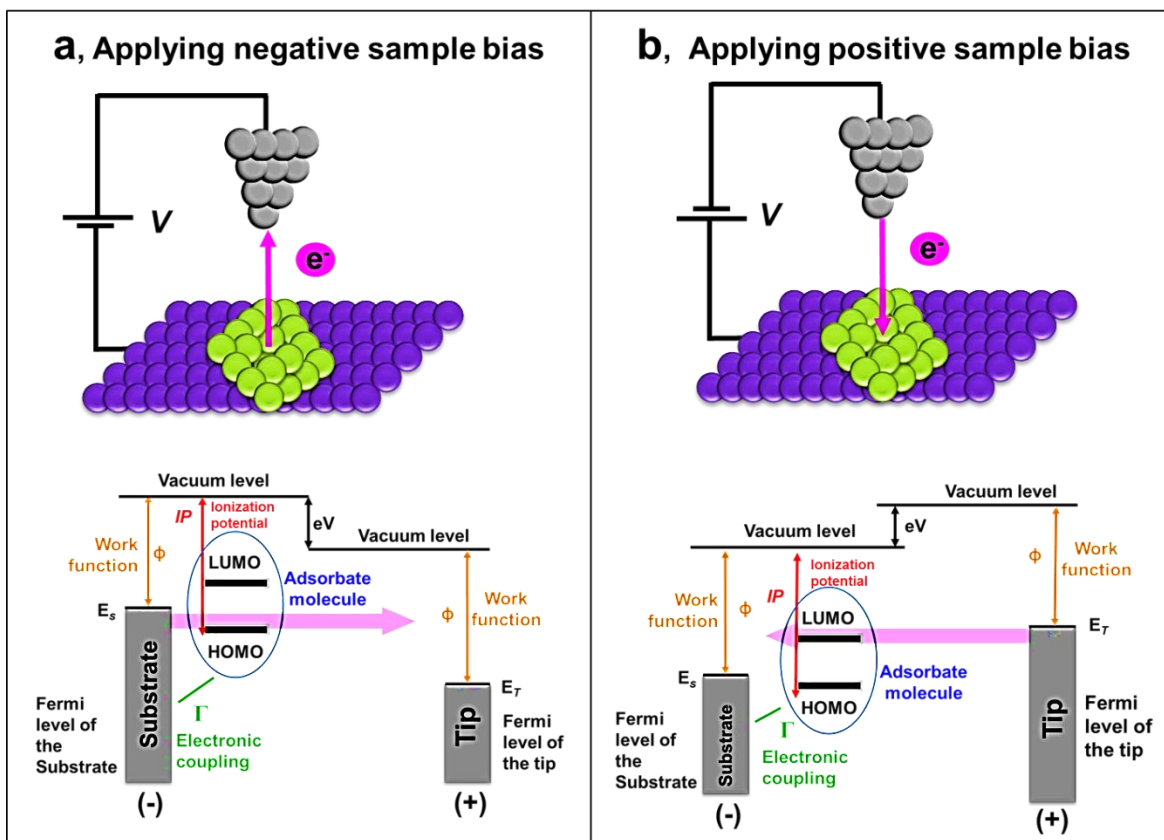 a, Applying negative sample bias
V
e-
Vacuum level
IP
Ionization
potential
eV
Vacuum level
Work
function
Φ
LUMO
Adsorbate
molecule
Work
function
Φ
Es
HOMO
Substrate
ET
Γ
Electronic
coupling
Fermi
level of
the
Substrate
Tip
Fermi
level of
the tip
(-)
(+)
b, Applying positive sample bias
V
e-
Vacuum level
eV
Vacuum level
Φ
Work
function
Ionization
potential
IP
Work
function
Φ
LUMO
ET
Es
Adsorbate
molecule
HOMO
Substrate
Γ
Electronic
coupling
Fermi
level of
the
Substrate
Tip
Fermi
level of
the tip
(-)
(+)